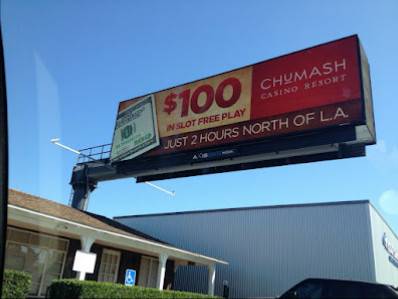 $100
IN SLOT FREE PLAY
JUST 2 HOURS NORTH OF L.A.
CHUMASH
CASINO RESORT